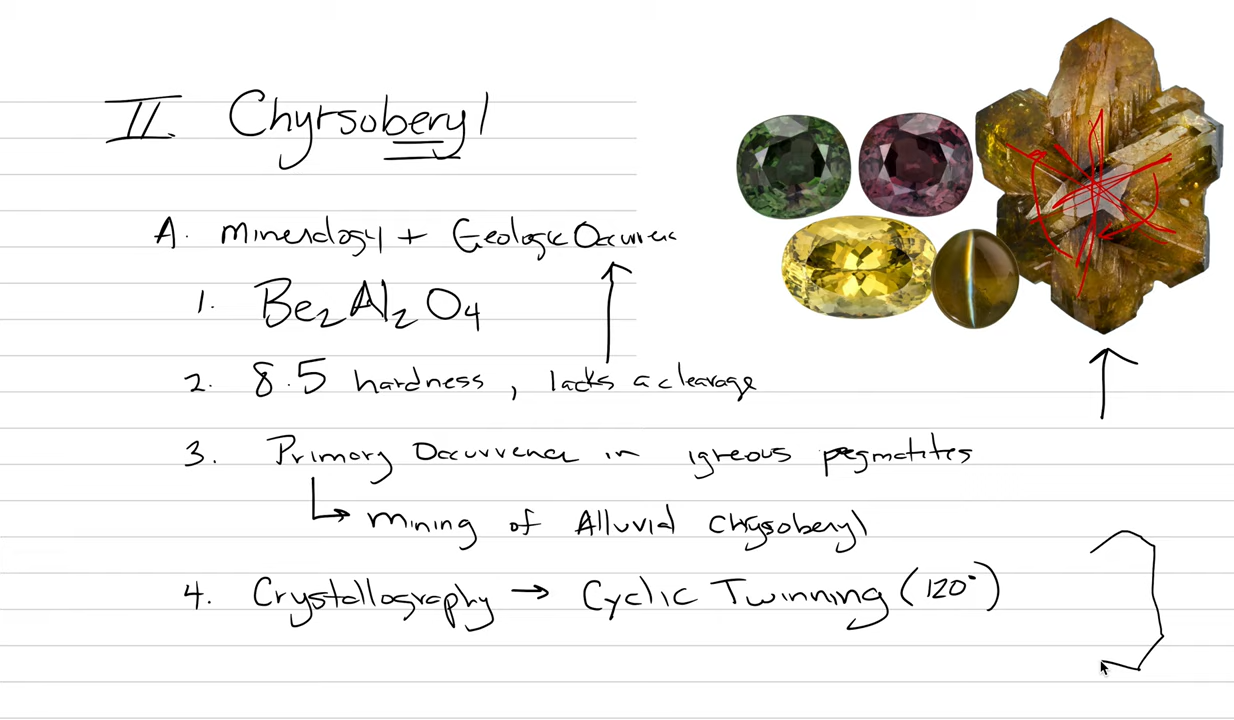 II. Chyrsoberyl
A. Mineralogy + Geologic Occurrenc
1. Be₂Al₂O₄
2. 8.5 hardness, lacks a cleavage
3. Primary Occurrence in igneous pegmatites
↳ Mining of Alluvial Chrysoberyl
4. Crystallography → Cyclic Twinning (120°)